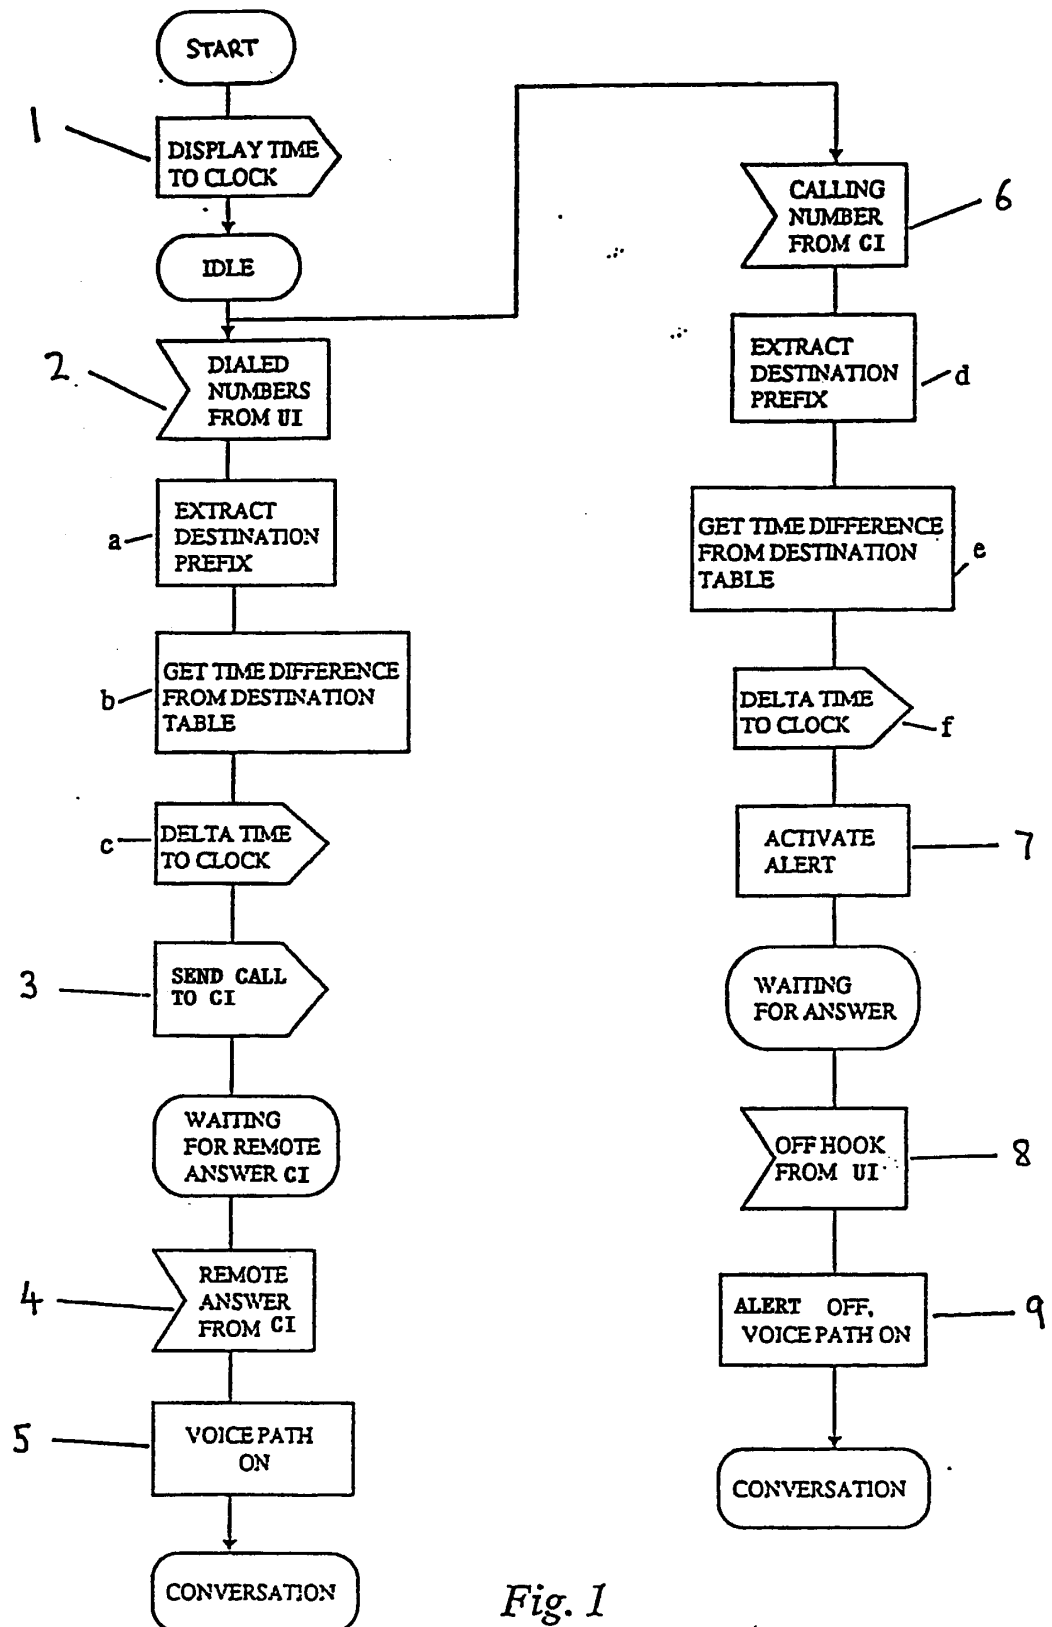 START
1
DISPLAY TIME
TO CLOCK
IDLE
2
DIALED
NUMBERS
FROM UI
a
EXTRACT
DESTINATION
PREFIX
b
GET TIME DIFFERENCE
FROM DESTINATION
TABLE
c
DELTA TIME
TO CLOCK
3
SEND CALL
TO CI
WAITING
FOR REMOTE
ANSWER CI
4
REMOTE
ANSWER
FROM CI
5
VOICE PATH
ON
CONVERSATION
CALLING
NUMBER
FROM CI
6
EXTRACT
DESTINATION
PREFIX
d
GET TIME DIFFERENCE
FROM DESTINATION
TABLE
e
DELTA TIME
TO CLOCK
f
ACTIVATE
ALERT
7
WAITING
FOR ANSWER
OFF HOOK
FROM UI
8
ALERT OFF,
VOICE PATH ON
9
CONVERSATION
Fig. 1